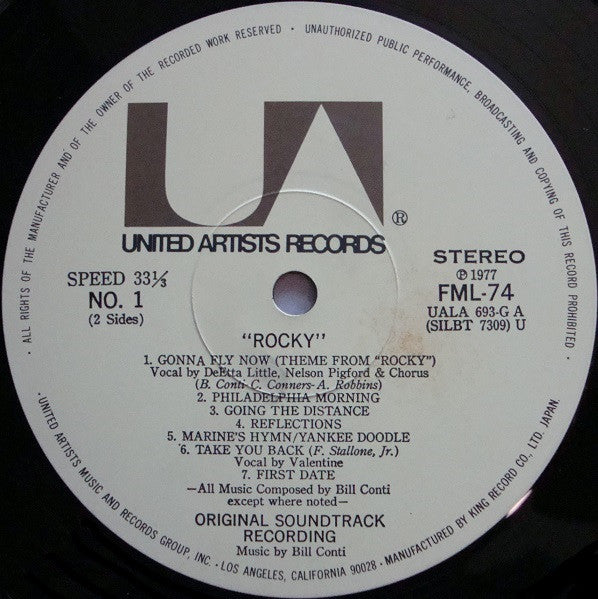 · ALL RIGHTS OF THE MANUFACTURER AND OF THE OWNER OF THE RECORDED WORK RESERVED · UNAUTHORIZED PUBLIC PERFORMANCE, BROADCASTING AND COPYING OF THIS RECORD PROHIBITED.
UA®
UNITED ARTISTS RECORDS
SPEED 33⅓
NO. 1
(2 Sides)
STEREO
℗ 1977
FML-74
UALA 693-G A
(SILBT 7309) U
"ROCKY"
1. GONNA FLY NOW (THEME FROM "ROCKY")
Vocal by DeEtta Little, Nelson Pigford & Chorus
(B. Conti-C. Conners-A. Robbins)
2. PHILADELPHIA MORNING
3. GOING THE DISTANCE
4. REFLECTIONS
5. MARINE'S HYMN/YANKEE DOODLE
6. TAKE YOU BACK (F. Stallone, Jr.)
Vocal by Valentine
7. FIRST DATE
—All Music Composed by Bill Conti
except where noted—
ORIGINAL SOUNDTRACK
RECORDING
Music by Bill Conti
·UNITED ARTISTS MUSIC AND RECORDS GROUP, INC. · LOS ANGELES, CALIFORNIA 90028 · MANUFACTURED BY KING RECORD CO., LTD. JAPAN.